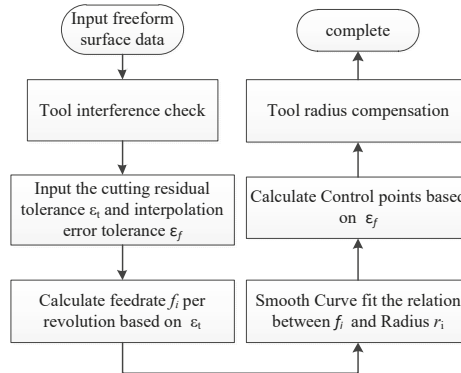 Input freeform
surface data
Tool interference check
Input the cutting residual
tolerance εt and interpolation
error tolerance εf
Calculate feedrate fi per
revolution based on εt
Smooth Curve fit the relation
between fi and Radius ri
Calculate Control points based
on εf
Tool radius compensation
complete